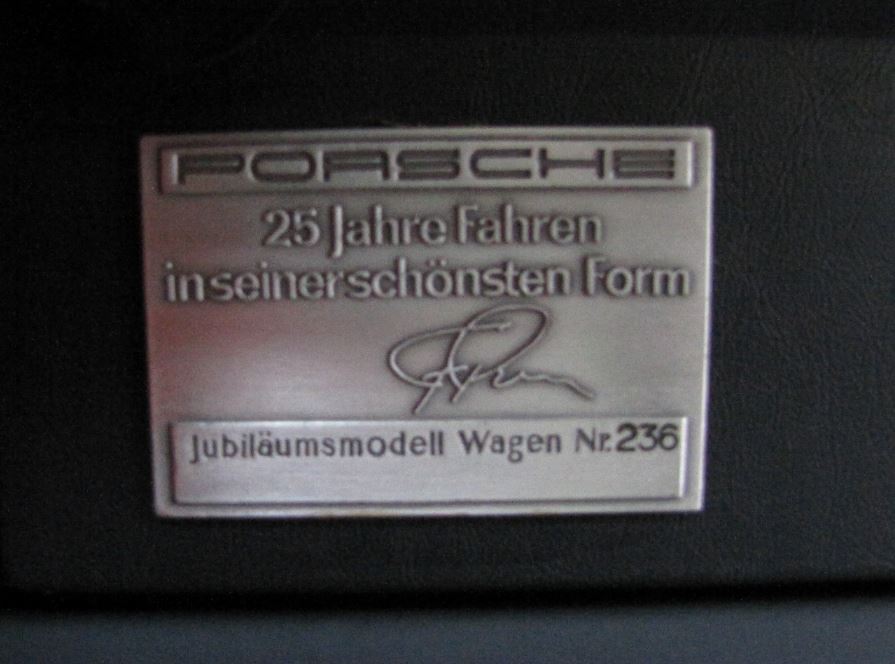 PORSCHE
25 Jahre Fahren
in seiner schönsten Form
Jubiläumsmodell Wagen Nr. 236